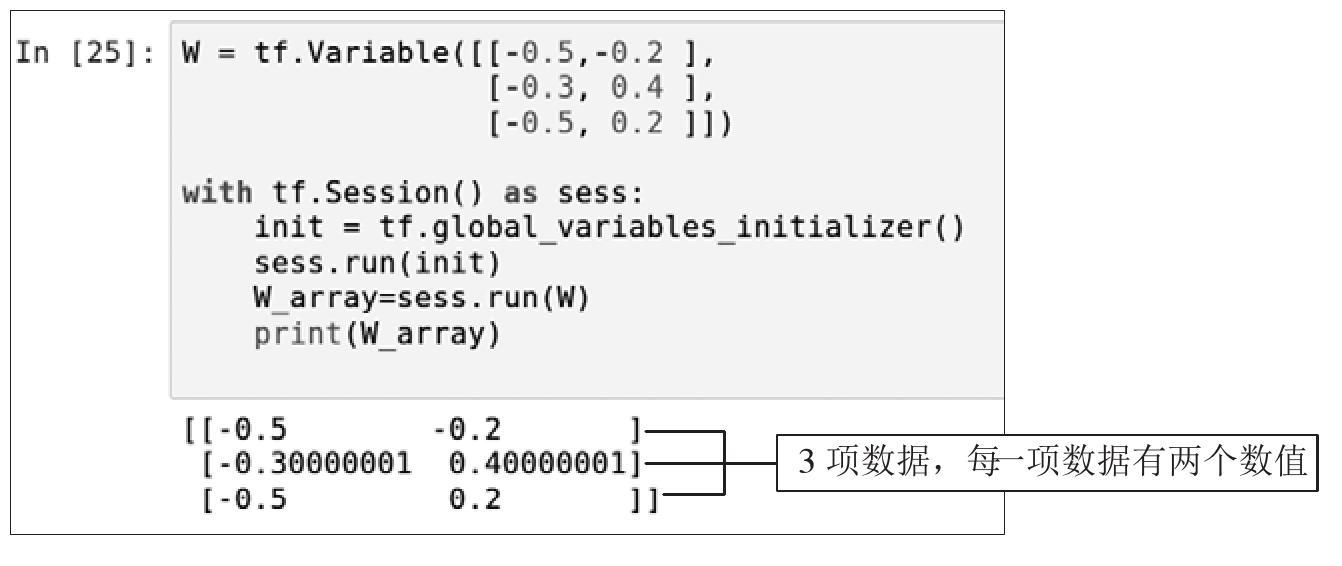 In [25]: W = tf.Variable([[-0.5,-0.2 ],
[-0.3, 0.4 ],
[-0.5, 0.2 ]])
with tf.Session() as sess:
init = tf.global_variables_initializer()
sess.run(init)
W_array=sess.run(W)
print(W_array)
[[-0.5 -0.2 ]
[-0.30000001 0.40000001]
[-0.5 0.2 ]]
3 项数据，每一项数据有两个数值